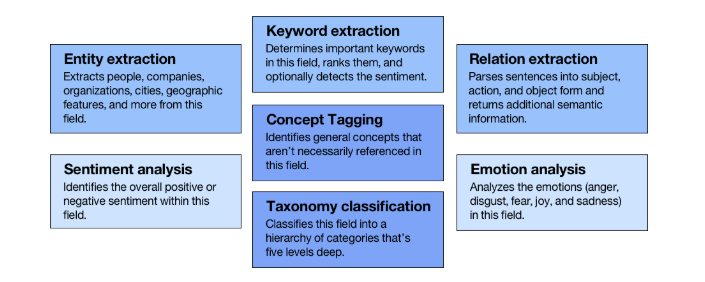 Entity extraction
Extracts people, companies,
organizations, cities, geographic
features, and more from this
field.
Sentiment analysis
Identifies the overall positive or
negative sentiment within this
field.
Keyword extraction
Determines important keywords
in this field, ranks them, and
optionally detects the sentiment.
Concept Tagging
Identifies general concepts that
aren't necessarily referenced in
this field.
Taxonomy classification
Classifies this field into a
hierarchy of categories that's
five levels deep.
Relation extraction
Parses sentences into subject,
action, and object form and
returns additional semantic
information.
Emotion analysis
Analyzes the emotions (anger,
disgust, fear, joy, and sadness)
in this field.